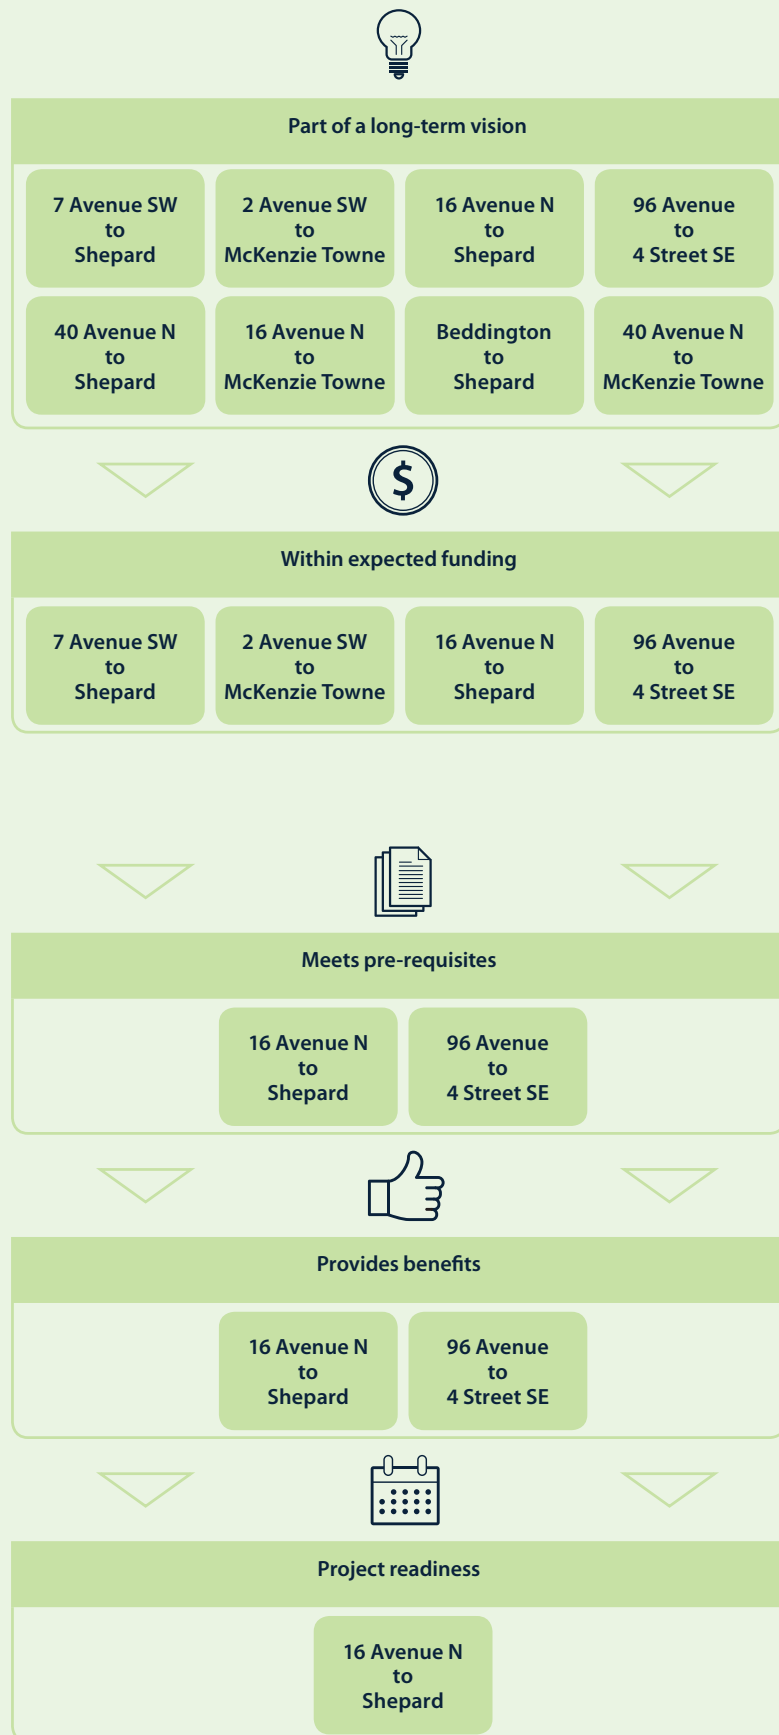 Part of a long-term vision
7 Avenue SW
to
Shepard
2 Avenue SW
to
McKenzie Towne
16 Avenue N
to
Shepard
96 Avenue
to
4 Street SE
40 Avenue N
to
Shepard
16 Avenue N
to
McKenzie Towne
Beddington
to
Shepard
40 Avenue N
to
McKenzie Towne
$
Within expected funding
7 Avenue SW
to
Shepard
2 Avenue SW
to
McKenzie Towne
16 Avenue N
to
Shepard
96 Avenue
to
4 Street SE
Meets pre-requisites
16 Avenue N
to
Shepard
96 Avenue
to
4 Street SE
Provides benefits
16 Avenue N
to
Shepard
96 Avenue
to
4 Street SE
Project readiness
16 Avenue N
to
Shepard